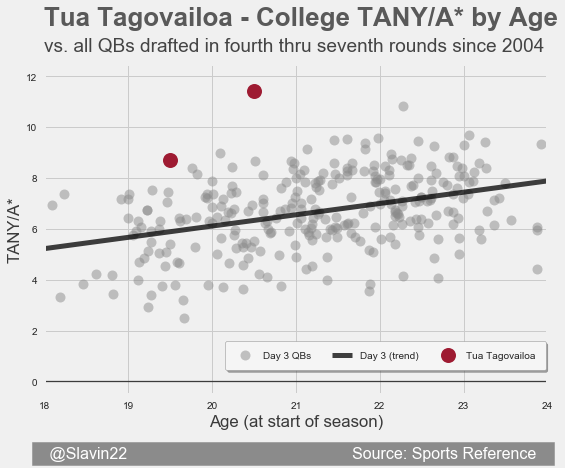 Tua Tagovailoa - College TANY/A* by Age
vs. all QBs drafted in fourth thru seventh rounds since 2004
12
10
8
6
4
2
0
TANY/A*
Day 3 QBs
Day 3 (trend)
Tua Tagovailoa
18 19 20 21 22 23 24
Age (at start of season)
@Slavin22 Source: Sports Reference